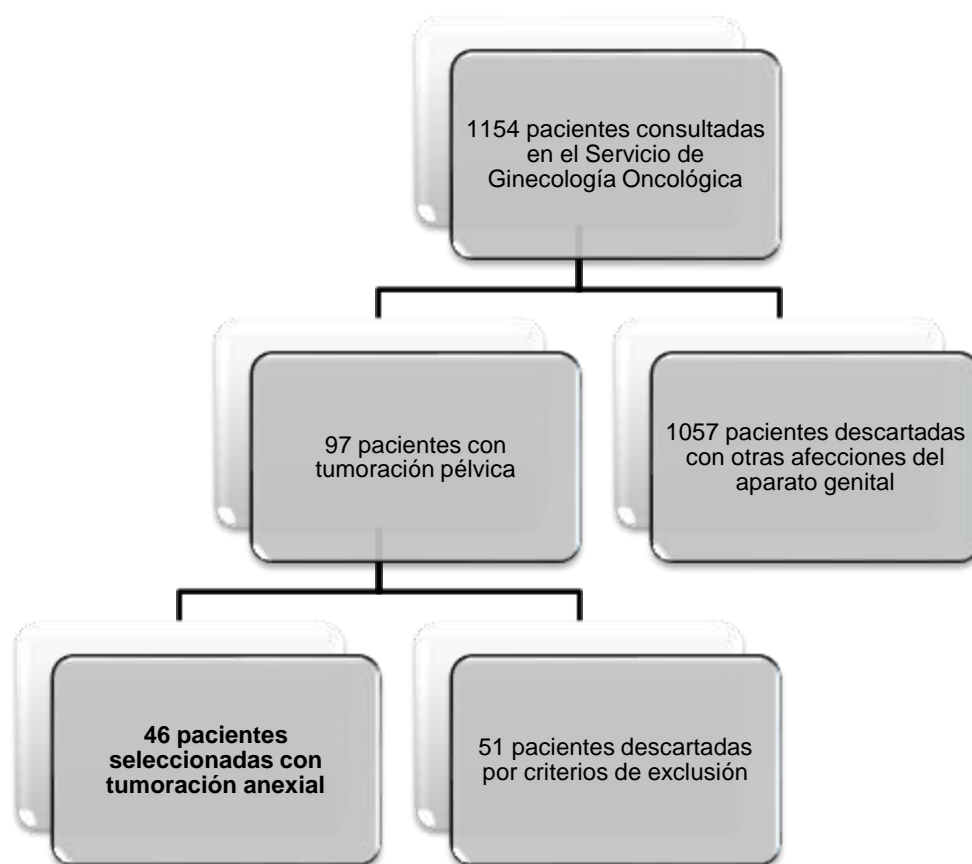 1154 pacientes consultadas
en el Servicio de
Ginecología Oncológica
97 pacientes con
tumoración pélvica
1057 pacientes descartadas
con otras afecciones del
aparato genital
46 pacientes
seleccionadas con
tumoración anexial
51 pacientes descartadas
por criterios de exclusión